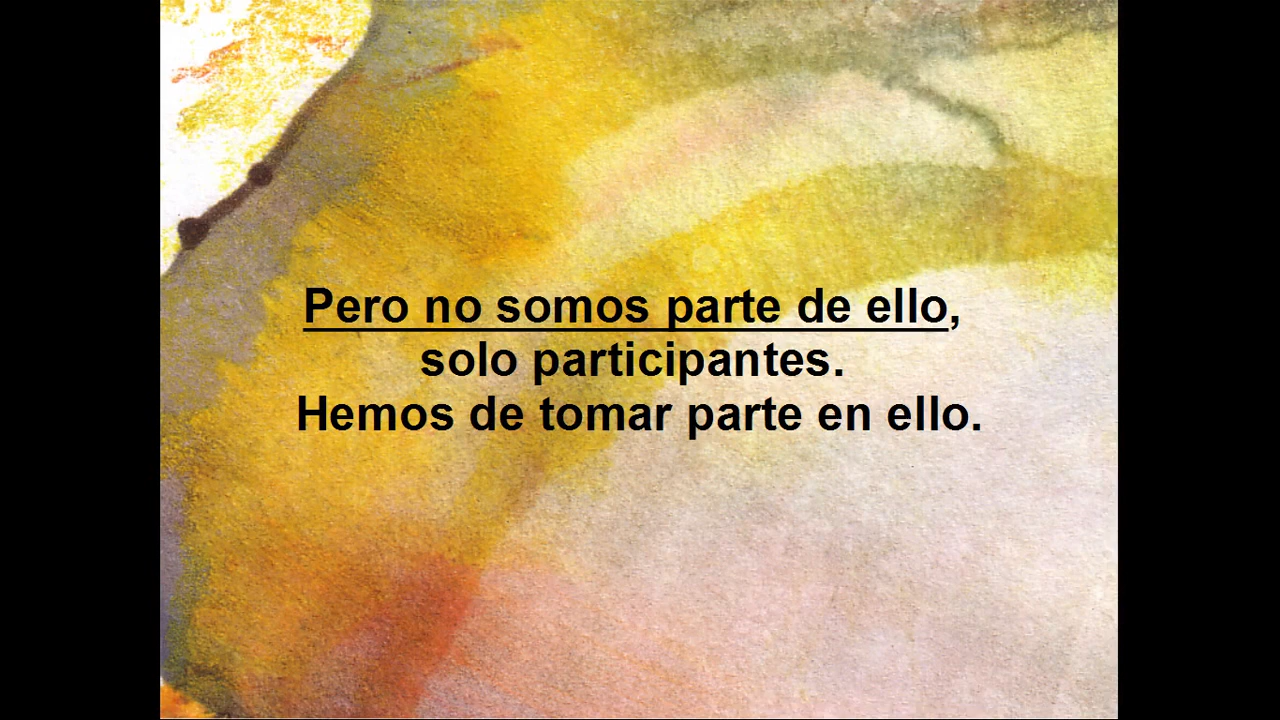 Pero no somos parte de ello,
solo participantes.
Hemos de tomar parte en ello.